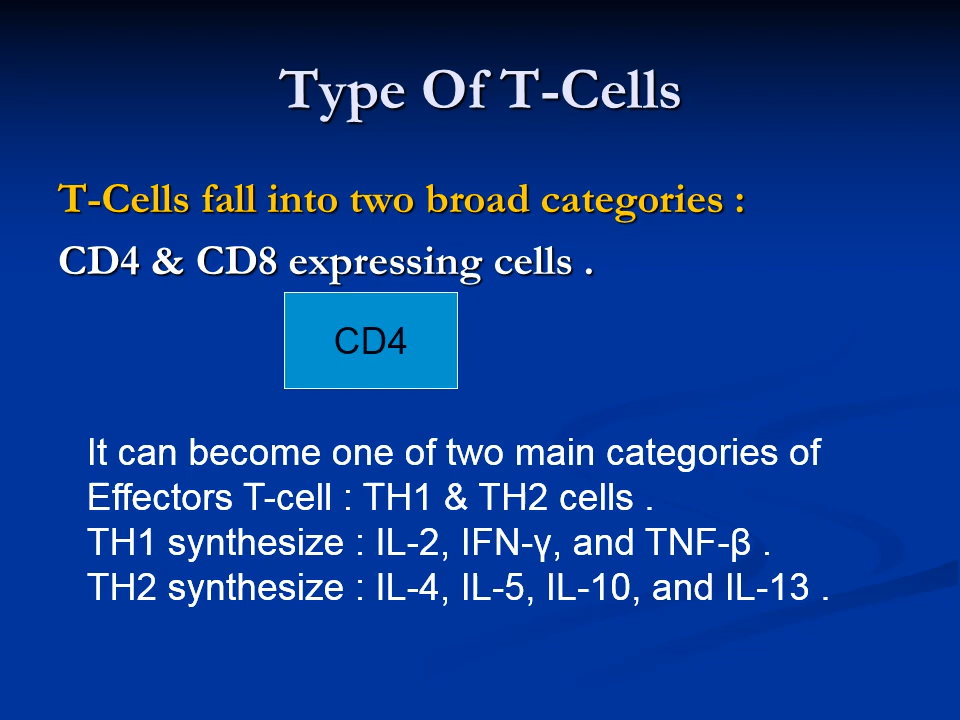 Type Of T-Cells
T-Cells fall into two broad categories :
CD4 & CD8 expressing cells .
CD4
It can become one of two main categories of
Effectors T-cell : TH1 & TH2 cells .
TH1 synthesize : IL-2, IFN-γ, and TNF-β .
TH2 synthesize : IL-4, IL-5, IL-10, and IL-13 .